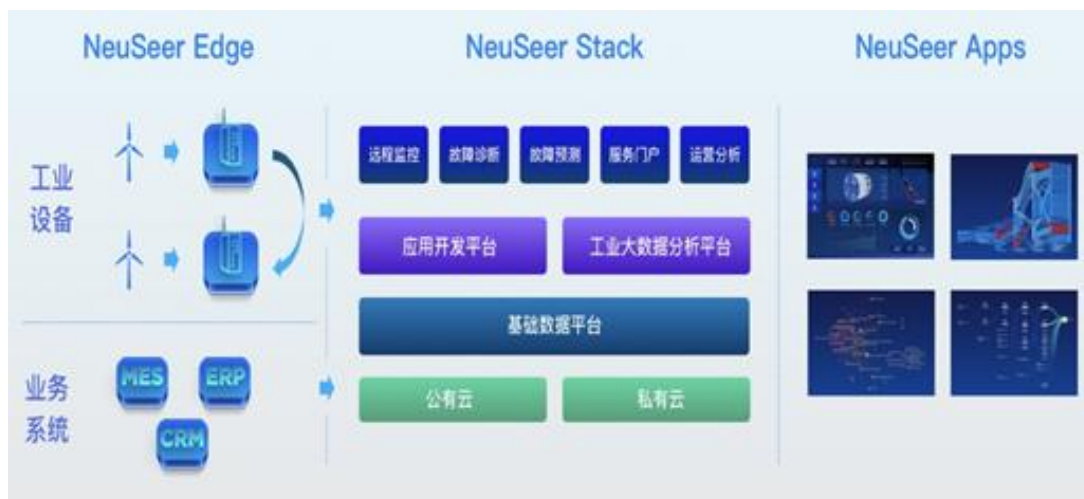 NeuSeer Edge
NeuSeer Stack
NeuSeer Apps
工业
设备
业务
系统
MES
ERP
CRM
远程监控
故障诊断
故障预测
服务门户
运营分析
应用开发平台
工业大数据分析平台
基础数据平台
公有云
私有云